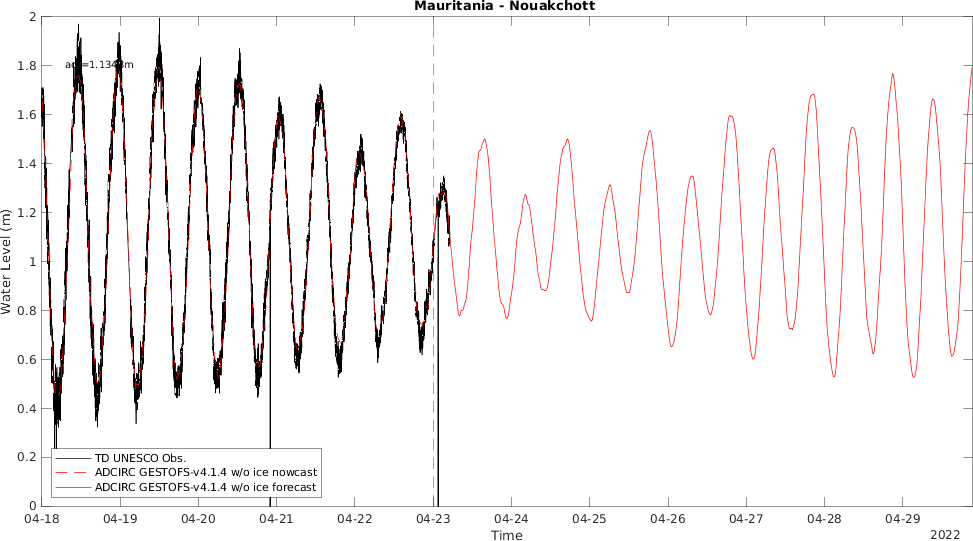 Mauritania - Nouakchott
2
1.8
1.6
1.4
1.2
1
0.8
0.6
0.4
0.2
0
Water Level (m)
TD UNESCO Obs.
ADCIRC GESTOFS-v4.1.4 w/o ice nowcast
ADCIRC GESTOFS-v4.1.4 w/o ice forecast
04-18 04-19 04-20 04-21 04-22 04-23 04-24 04-25 04-26 04-27 04-28 04-29
Time
2022